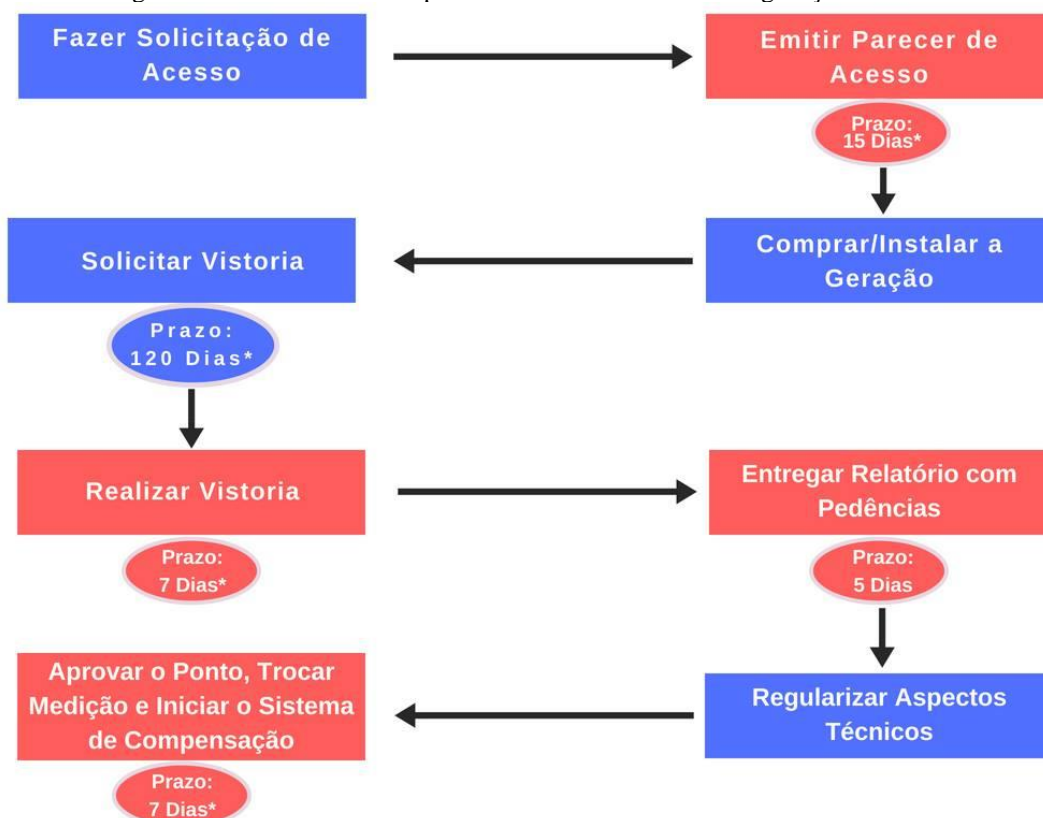 Fazer Solicitação de
Acesso
Emitir Parecer de
Acesso
Prazo:
15 Dias*
Comprar/Instalar a
Geração
Solicitar Vistoria
Prazo:
120 Dias*
Realizar Vistoria
Prazo:
7 Dias*
Entregar Relatório com
Pedências
Prazo:
5 Dias
Regularizar Aspectos
Técnicos
Aprovar o Ponto, Trocar
Medição e Iniciar o Sistema
de Compensação
Prazo:
7 Dias*